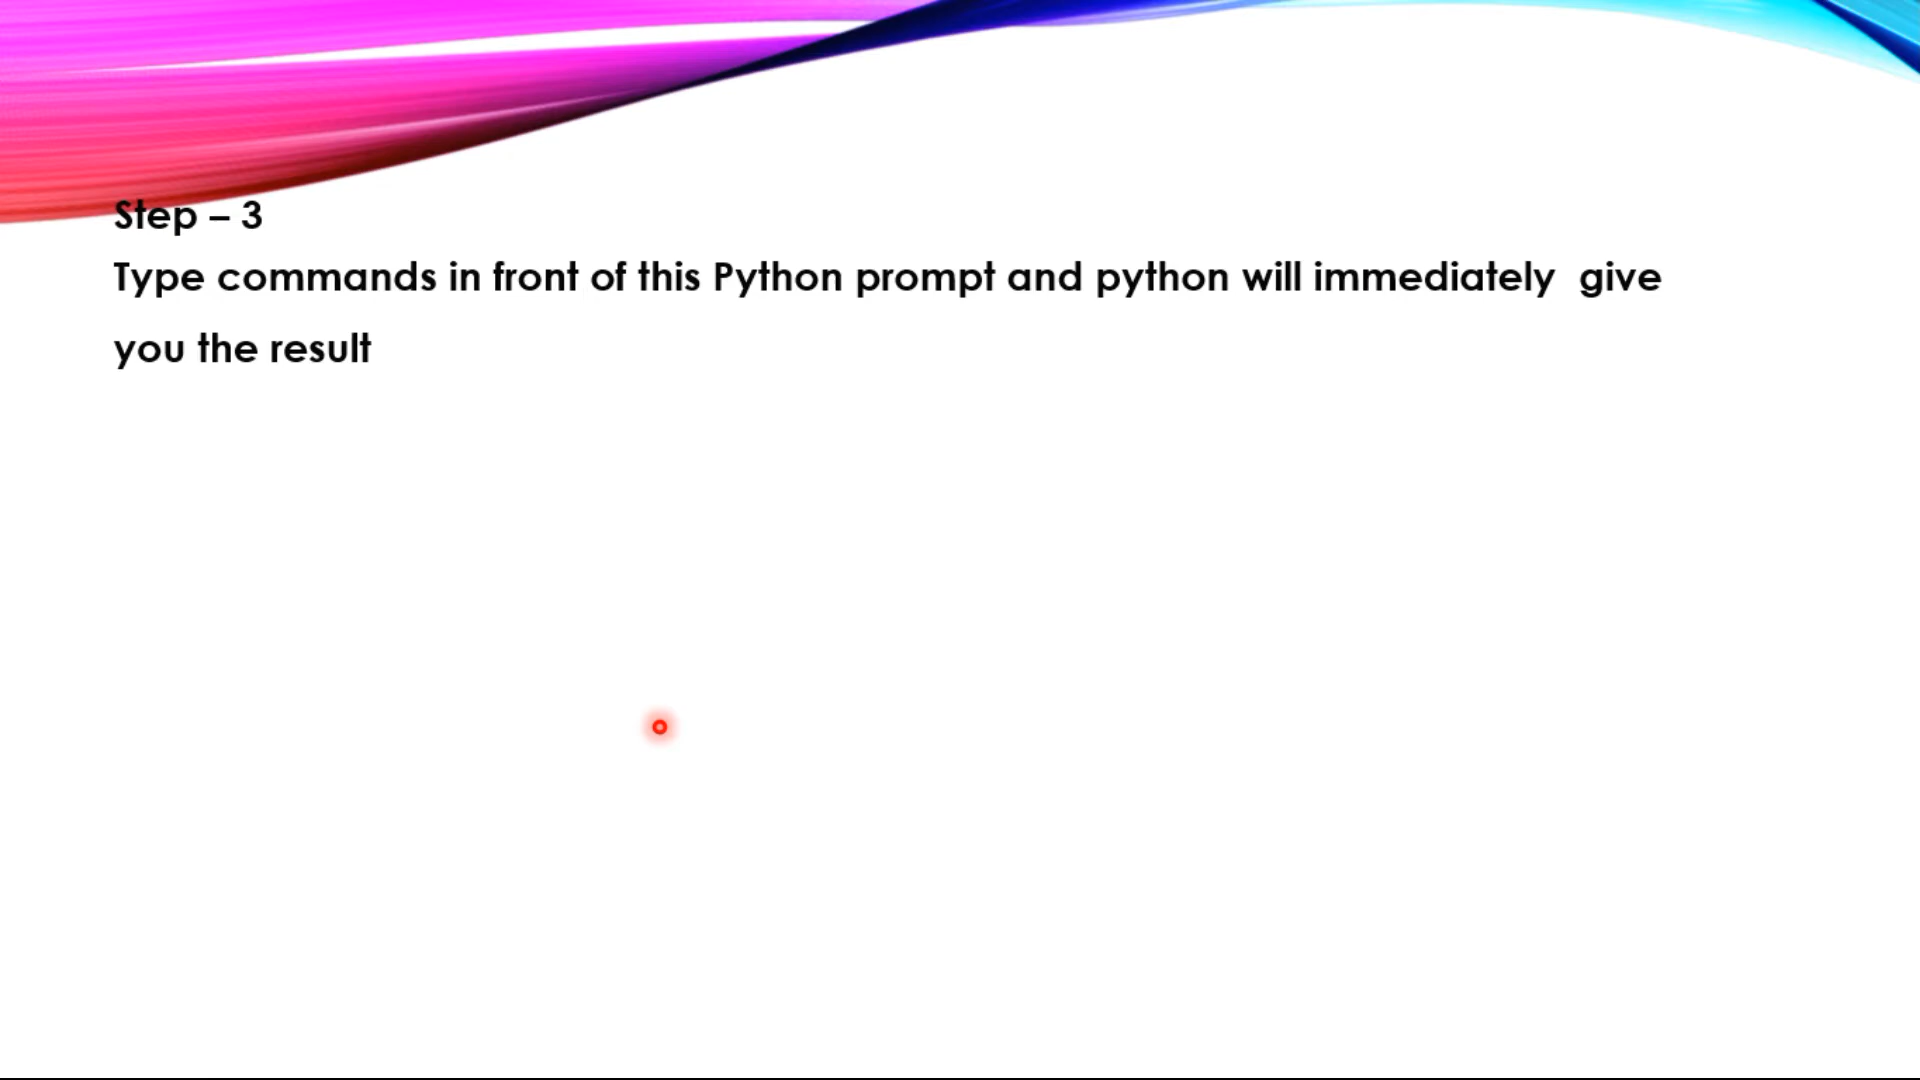 Step – 3
Type commands in front of this Python prompt and python will immediately  give
you the result